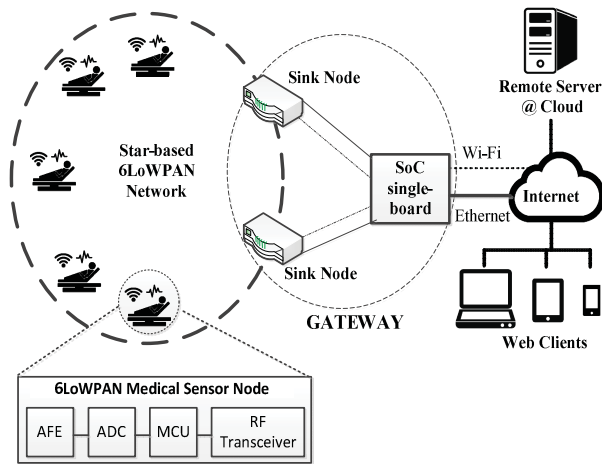 Sink Node
Remote Server
@ Cloud
Star-based
6LoWPAN
Network
SoC
single-
board
Wi-Fi
Ethernet
Internet
Sink Node
GATEWAY
Web Clients
6LoWPAN Medical Sensor Node
AFE
ADC
MCU
RF
Transceiver